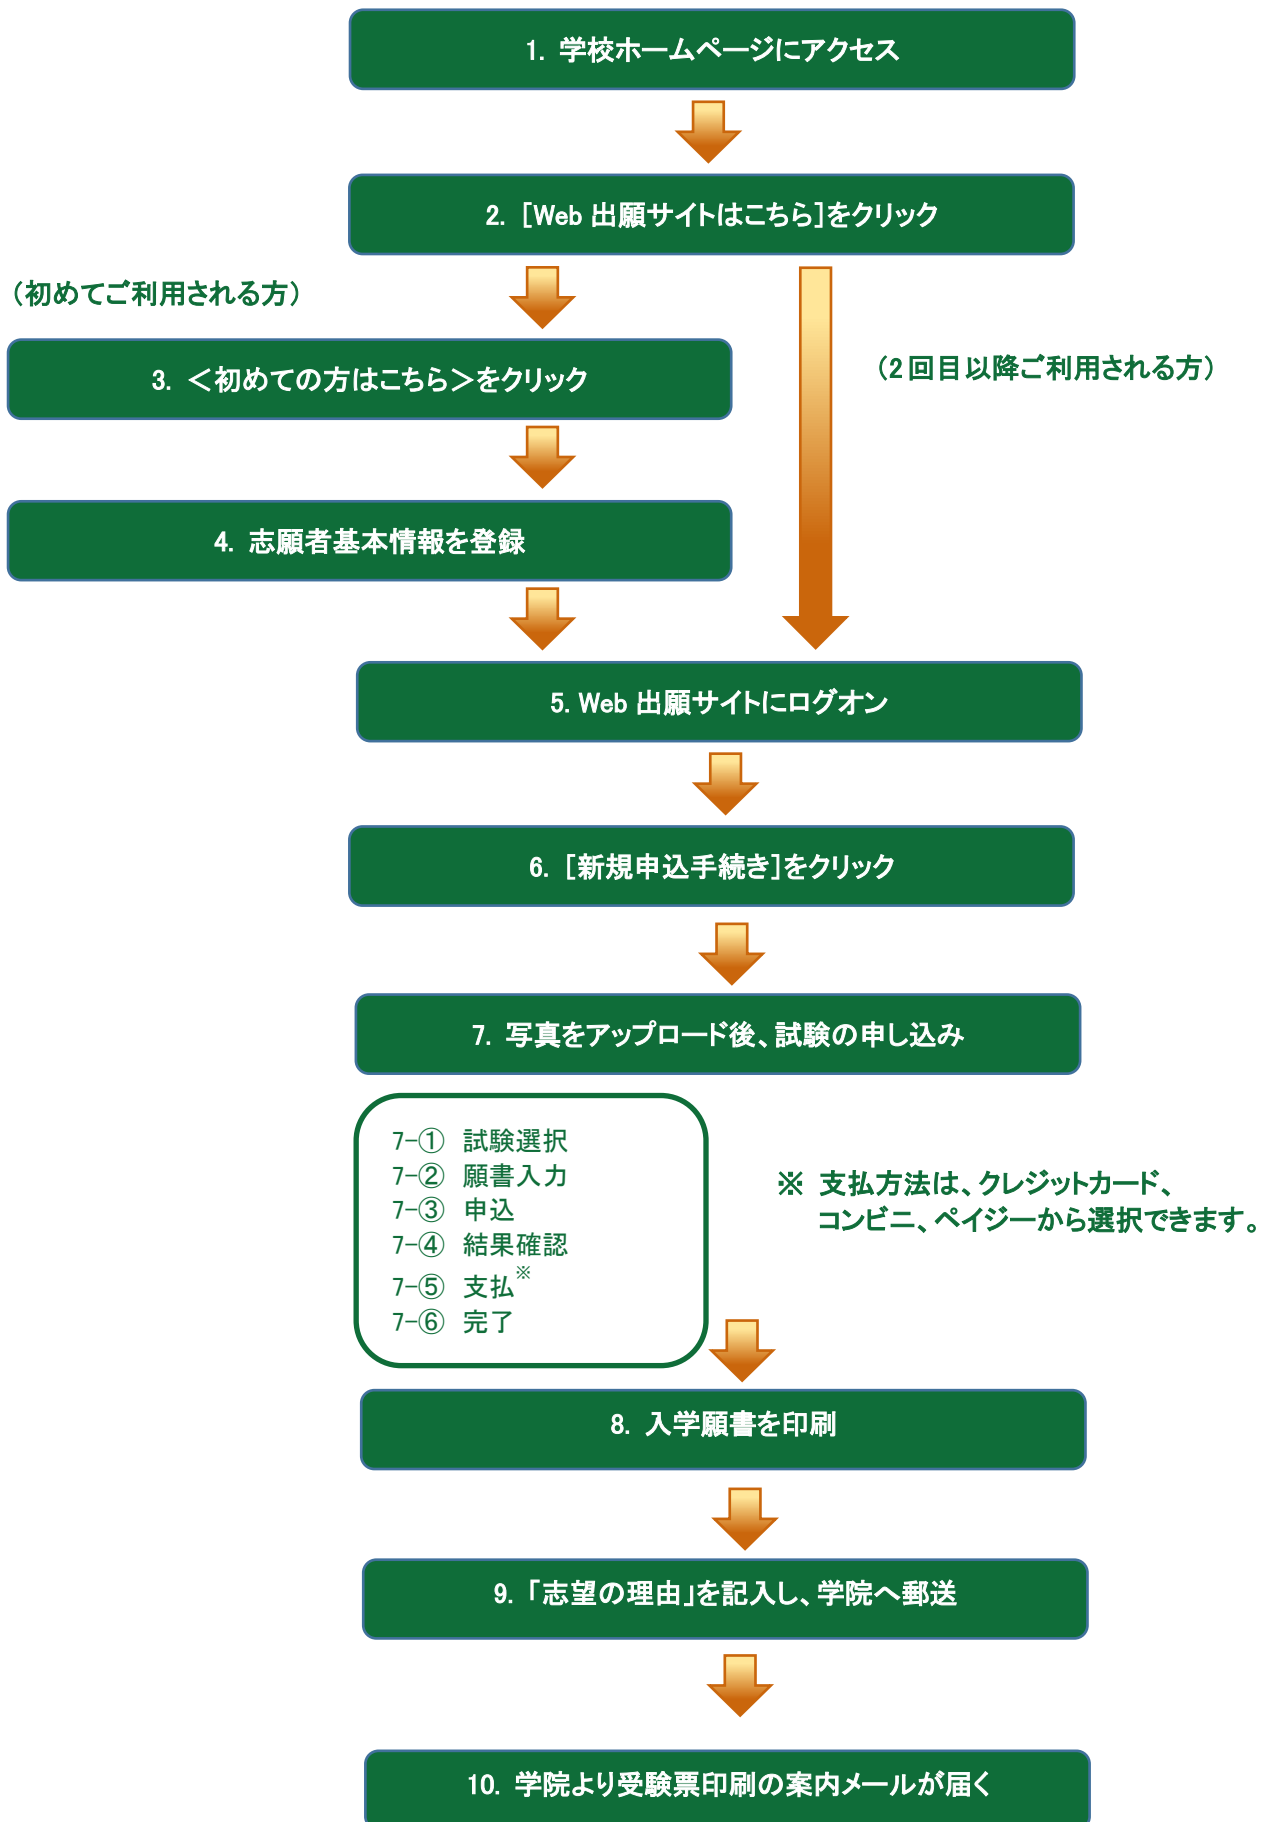 1. 学校ホームページにアクセス
2. [Web 出願サイトはこちら]をクリック
(初めてご利用される方)
3. <初めての方はこちら>をクリック
(2回目以降ご利用される方)
4. 志願者基本情報を登録
5. Web 出願サイトにログオン
6. [新規申込手続き]をクリック
7. 写真をアップロード後、試験の申し込み
7-① 試験選択
7-② 願書入力
7-③ 申込
7-④ 結果確認
7-⑤ 支払※
7-⑥ 完了
※ 支払方法は、クレジットカード、
コンビニ、ペイジーから選択できます。
8. 入学願書を印刷
9. 「志望の理由」を記入し、学院へ郵送
10. 学院より受験票印刷の案内メールが届く